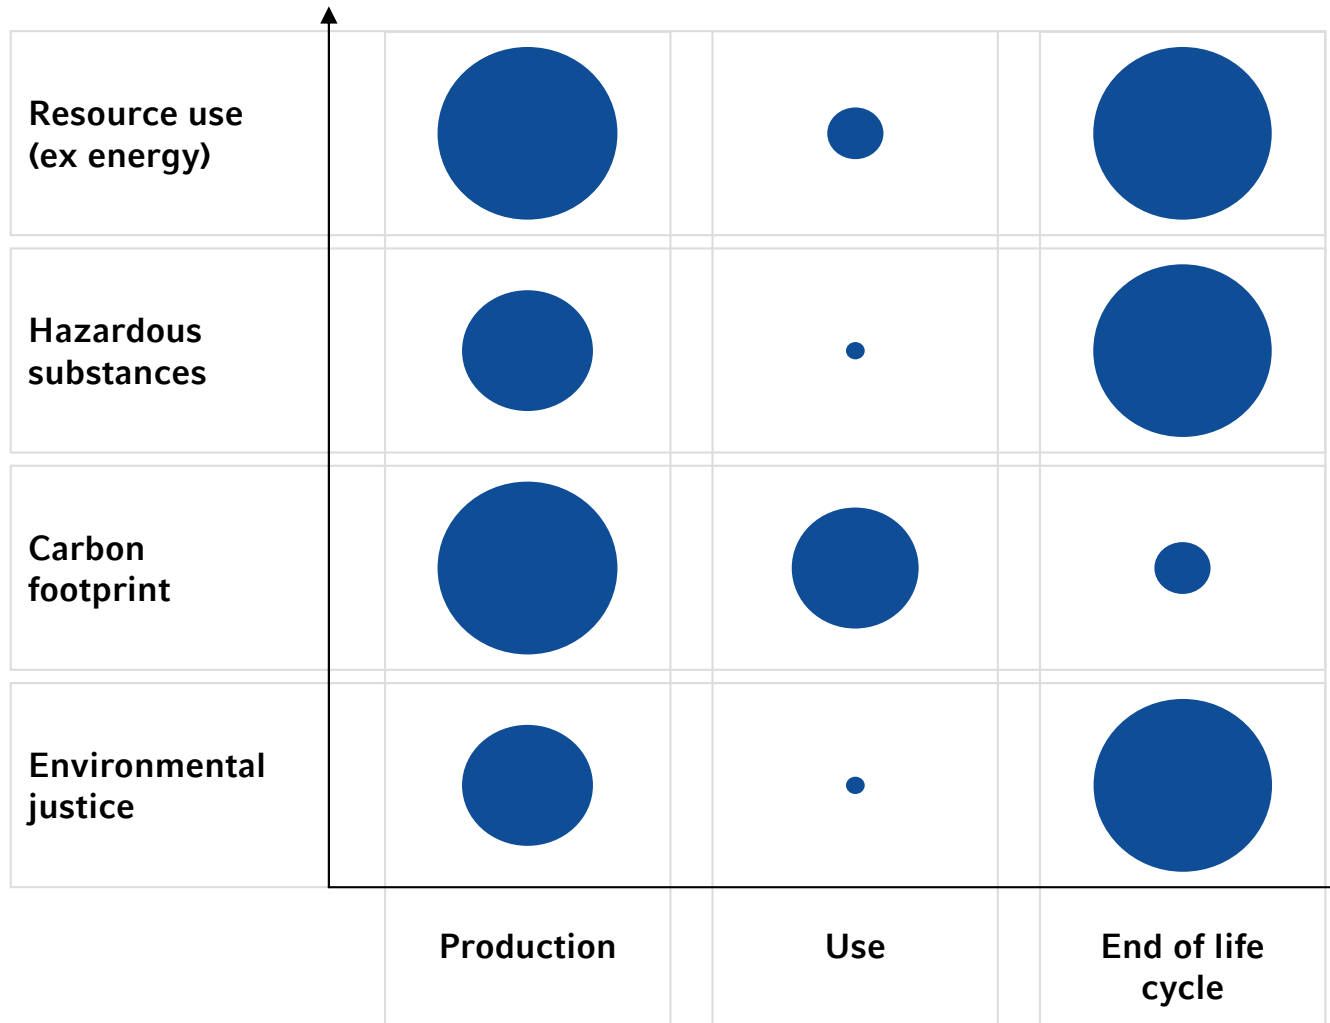 Resource use
(ex energy)
Hazardous
substances
Carbon
footprint
Environmental
justice
Production
Use
End of life
cycle